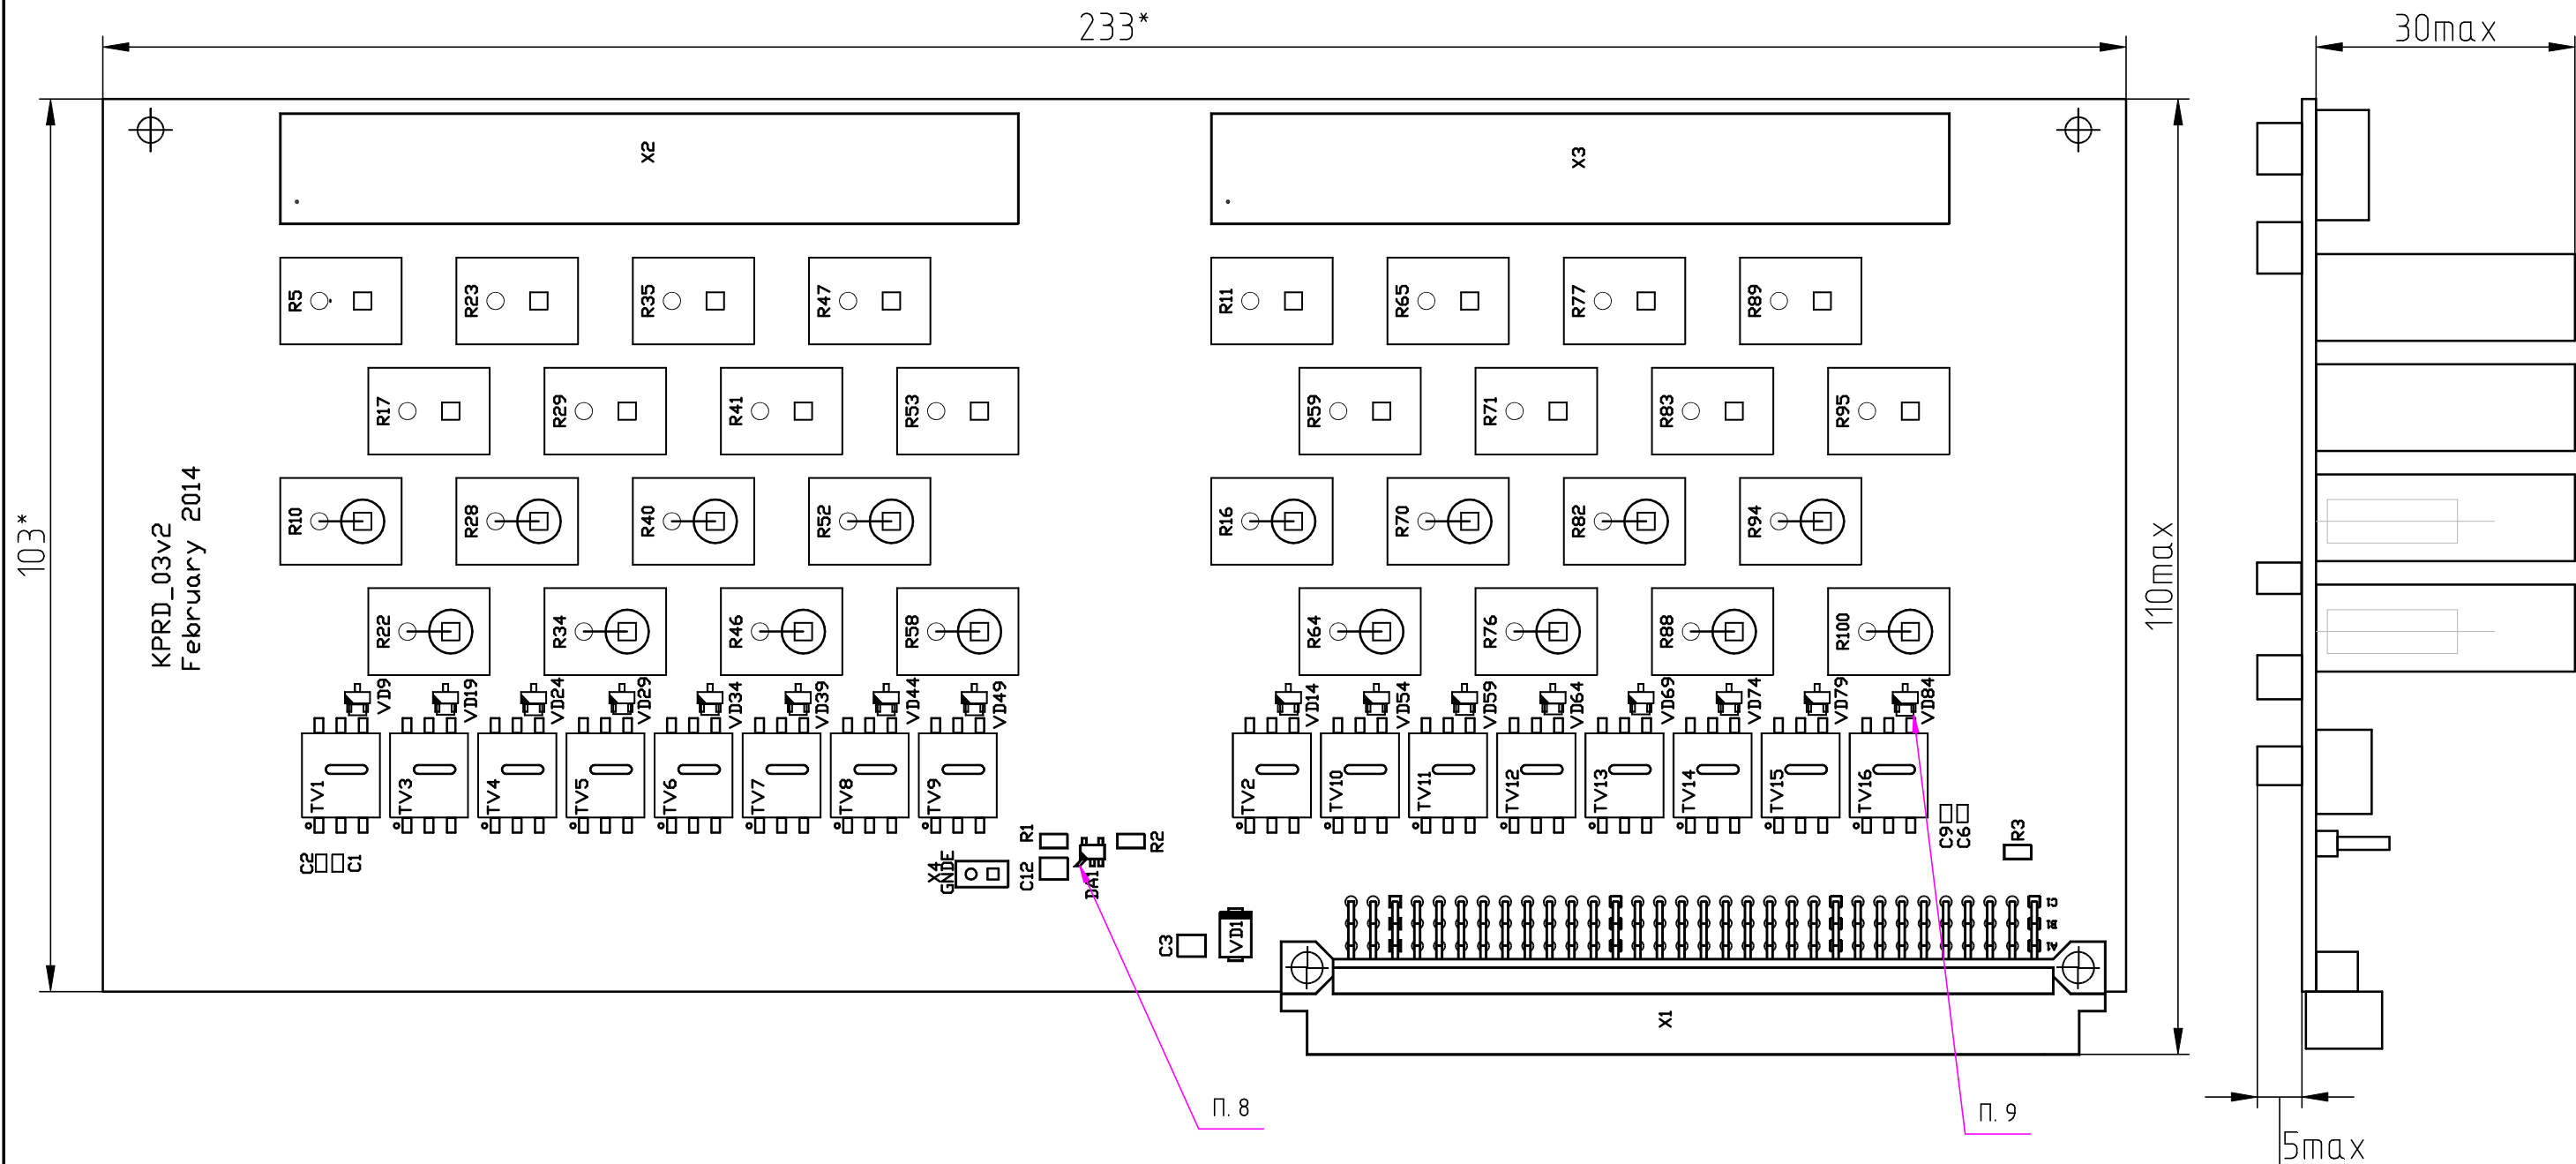 233*
30max
X2
X3
R5
R23
R35
R47
R11
R65
R77
R89
R17
R29
R41
R53
R59
R71
R83
R95
103*
KPRD_03v2
February 2014
R10
R28
R40
R52
R16
R70
R82
R94
110max
R22
R34
R46
R58
R64
R76
R88
R100
VD9
VD19
VD24
VD29
VD34
VD39
VD44
VD49
VD14
VD54
VD59
VD64
VD69
VD74
VD79
VD84
TV1
TV3
TV4
TV5
TV6
TV7
TV8
TV9
TV2
TV10
TV11
TV12
TV13
TV14
TV15
TV16
C2
C1
X4
GNDE
R1
C12
DA1
R2
C9
C6
R3
C3
VD1
C1
B1
A1
X1
П. 8
П. 9
5max